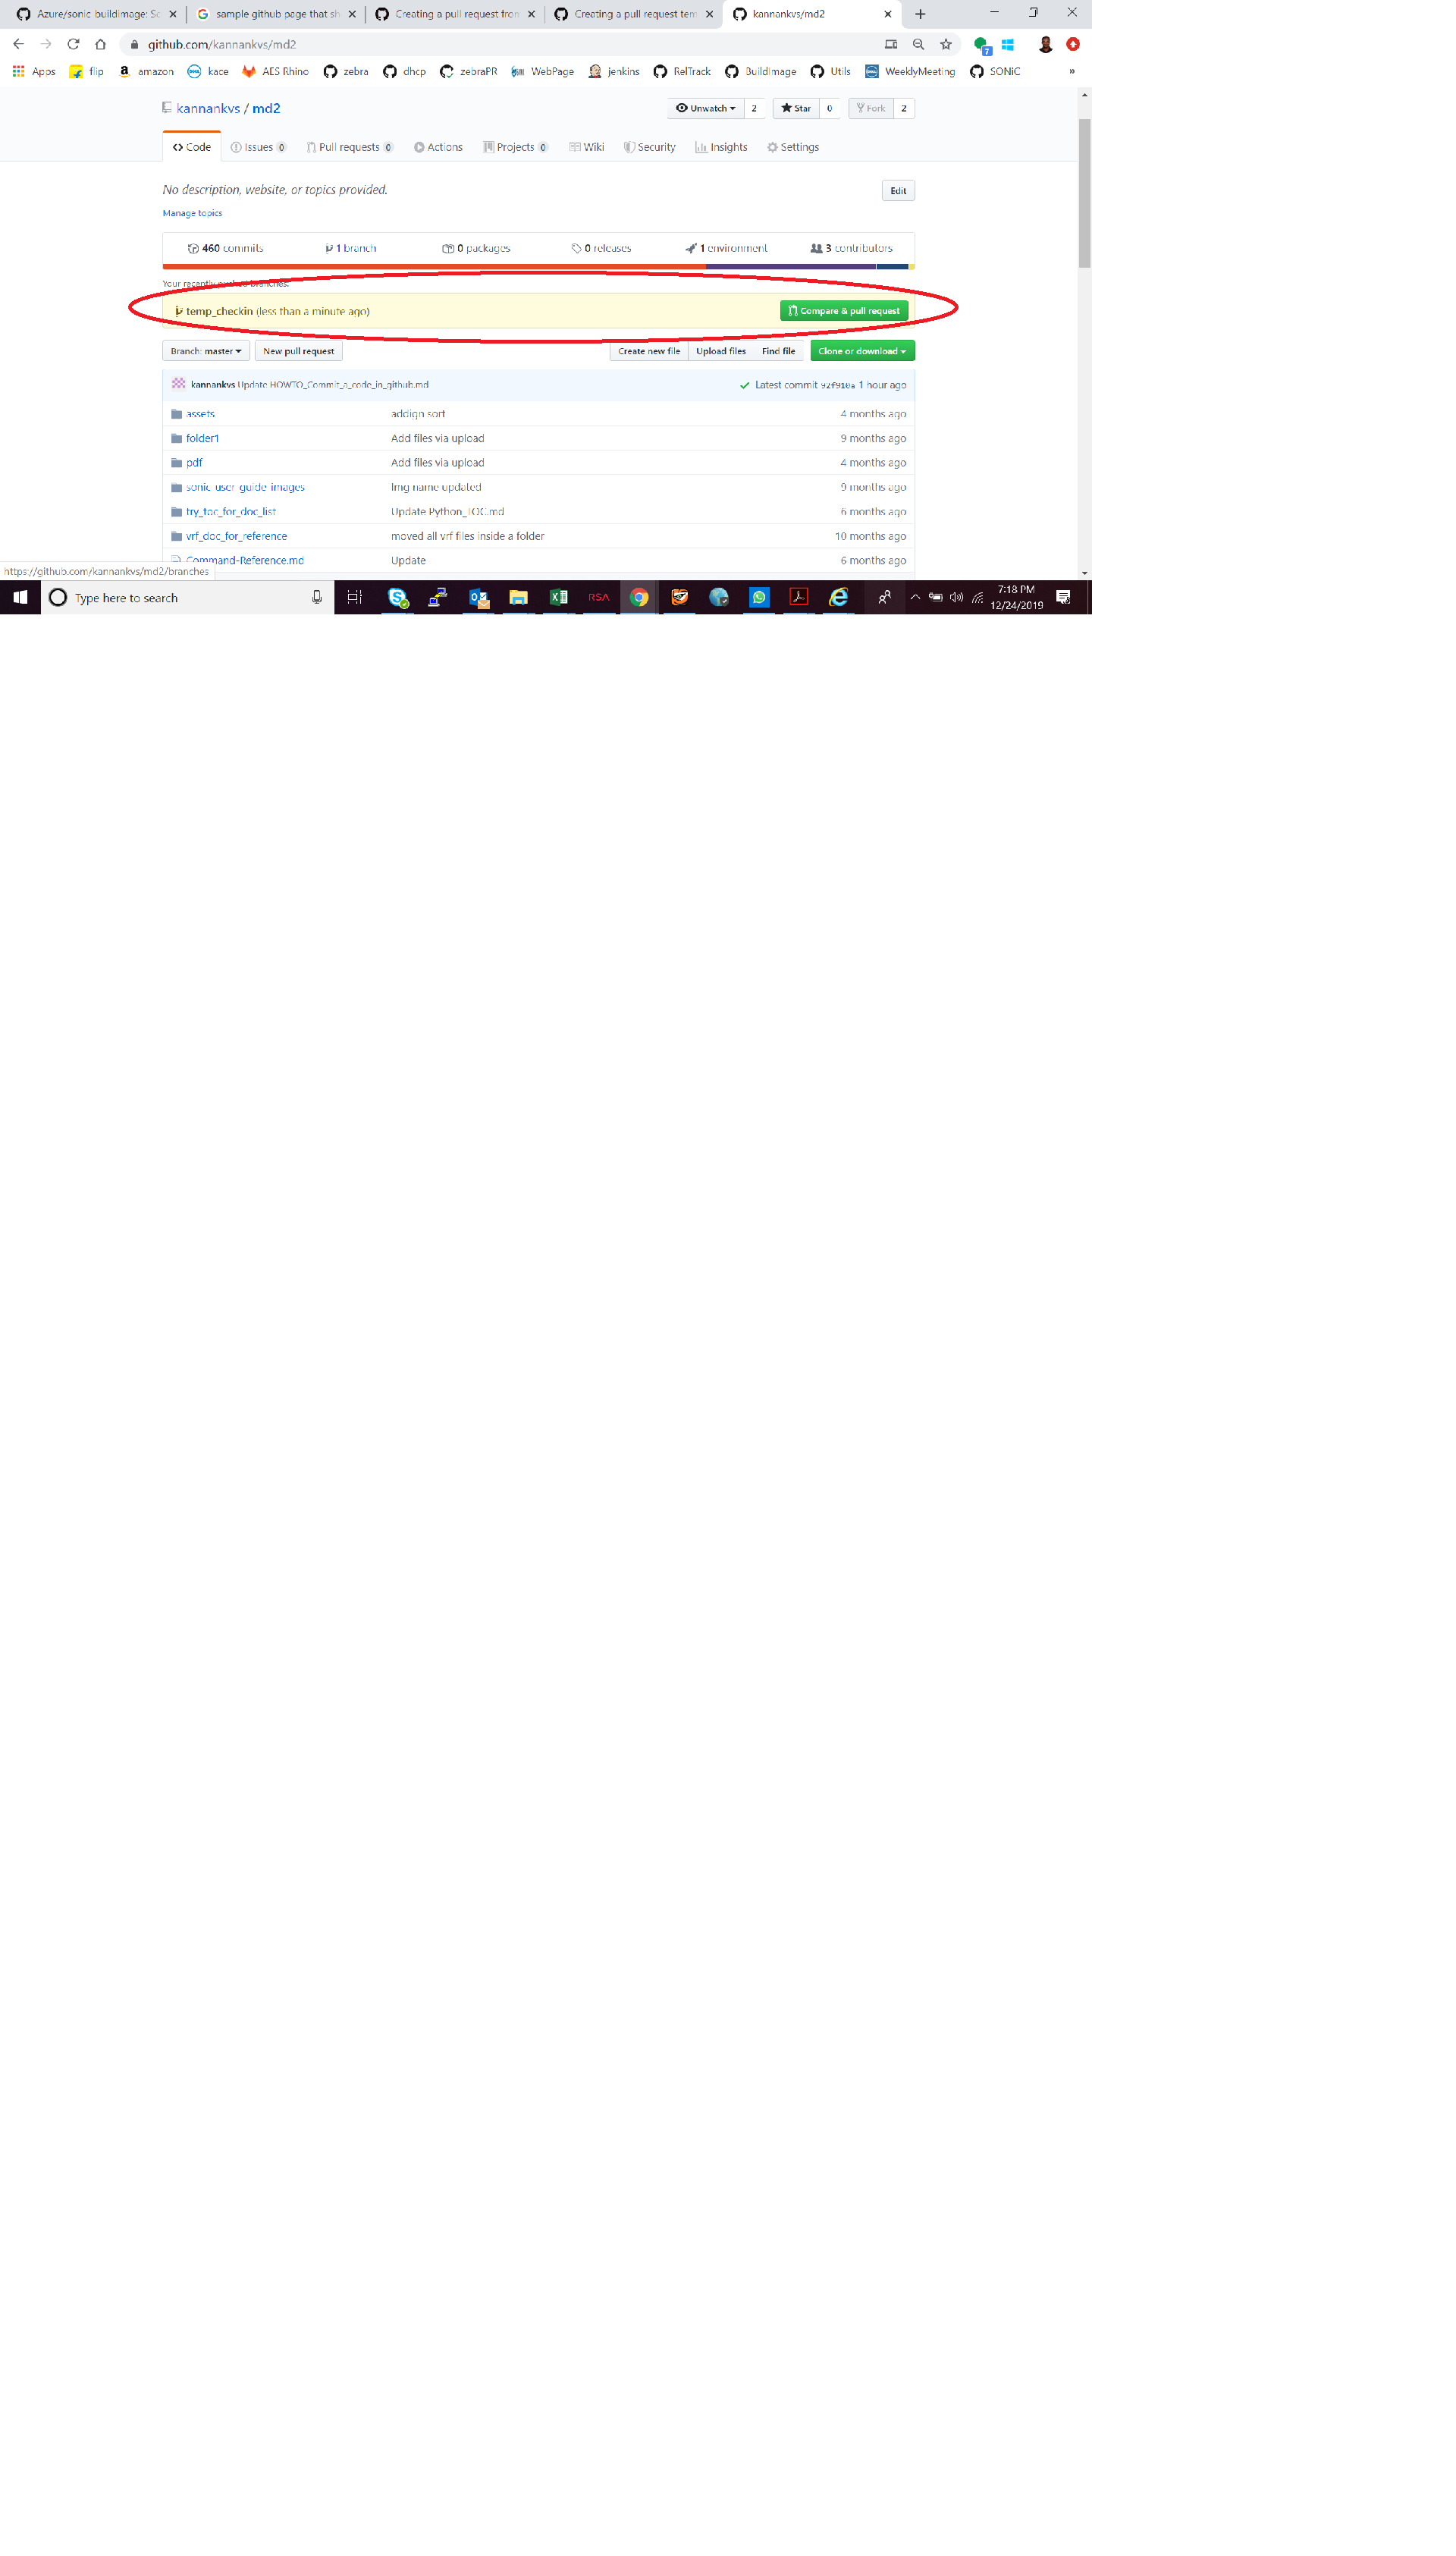 Azure/sonic-buildimage: Sc
sample github page that sh
Creating a pull request from
Creating a pull request tem
kannankvs/md2
github.com/kannankvs/md2
7
Apps flip amazon kace AES Rhino zebra dhcp zebraPR WebPage jenkins RelTrack BuildImage Utils WeeklyMeeting SONiC »
kannankvs / md2
Unwatch 2 Star 0 Fork 2
Code Issues 0 Pull requests 0 Actions Projects 0 Wiki Security Insights Settings
No description, website, or topics provided.
Edit
Manage topics
460 commits 1 branch 0 packages 0 releases 1 environment 3 contributors
Your recently pushed branches:
temp_checkin (less than a minute ago) Compare & pull request
Branch: master New pull request Create new file Upload files Find file Clone or download
kannankvs Update HOWTO_Commit_a_code_in_github.md Latest commit 92f910a 1 hour ago
assets addign sort 4 months ago
folder1 Add files via upload 9 months ago
pdf Add files via upload 4 months ago
sonic_user_guide_images Img name updated 9 months ago
try_toc_for_doc_list Update Python_TOC.md 6 months ago
vrf_doc_for_reference moved all vrf files inside a folder 10 months ago
Command-Reference.md Update 6 months ago
https://github.com/kannankvs/md2/branches
Type here to search
RSA
7:18 PM
12/24/2019